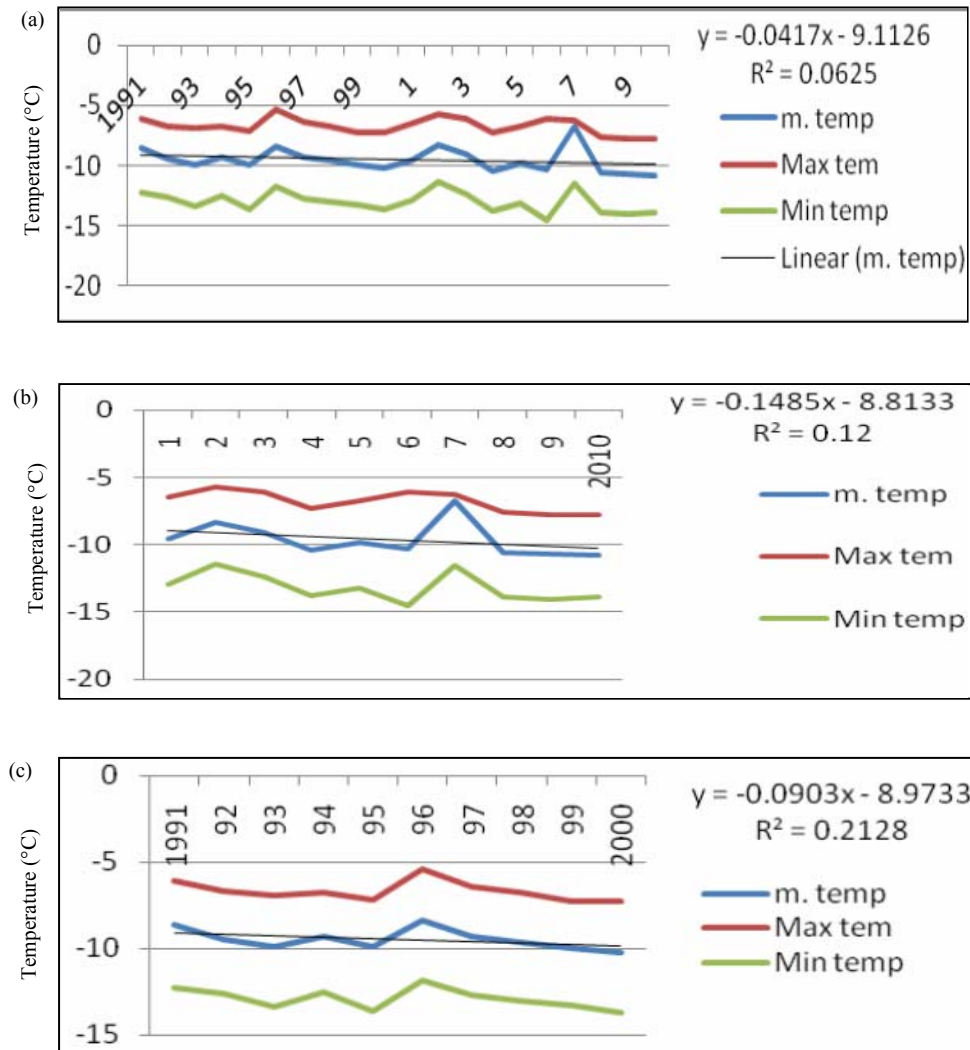 (a)
Temperature (°C)
0
-5
-10
-15
-20
1991
93
95
97
99
1
3
5
7
9
y = -0.0417x - 9.1126
R² = 0.0625
m. temp
Max tem
Min temp
Linear (m. temp)
(b)
Temperature (°C)
0
-5
-10
-15
-20
1
2
3
4
5
6
7
8
9
2010
y = -0.1485x - 8.8133
R² = 0.12
m. temp
Max tem
Min temp
(c)
Temperature (°C)
0
-5
-10
-15
1991
92
93
94
95
96
97
98
99
2000
y = -0.0903x - 8.9733
R² = 0.2128
m. temp
Max tem
Min temp